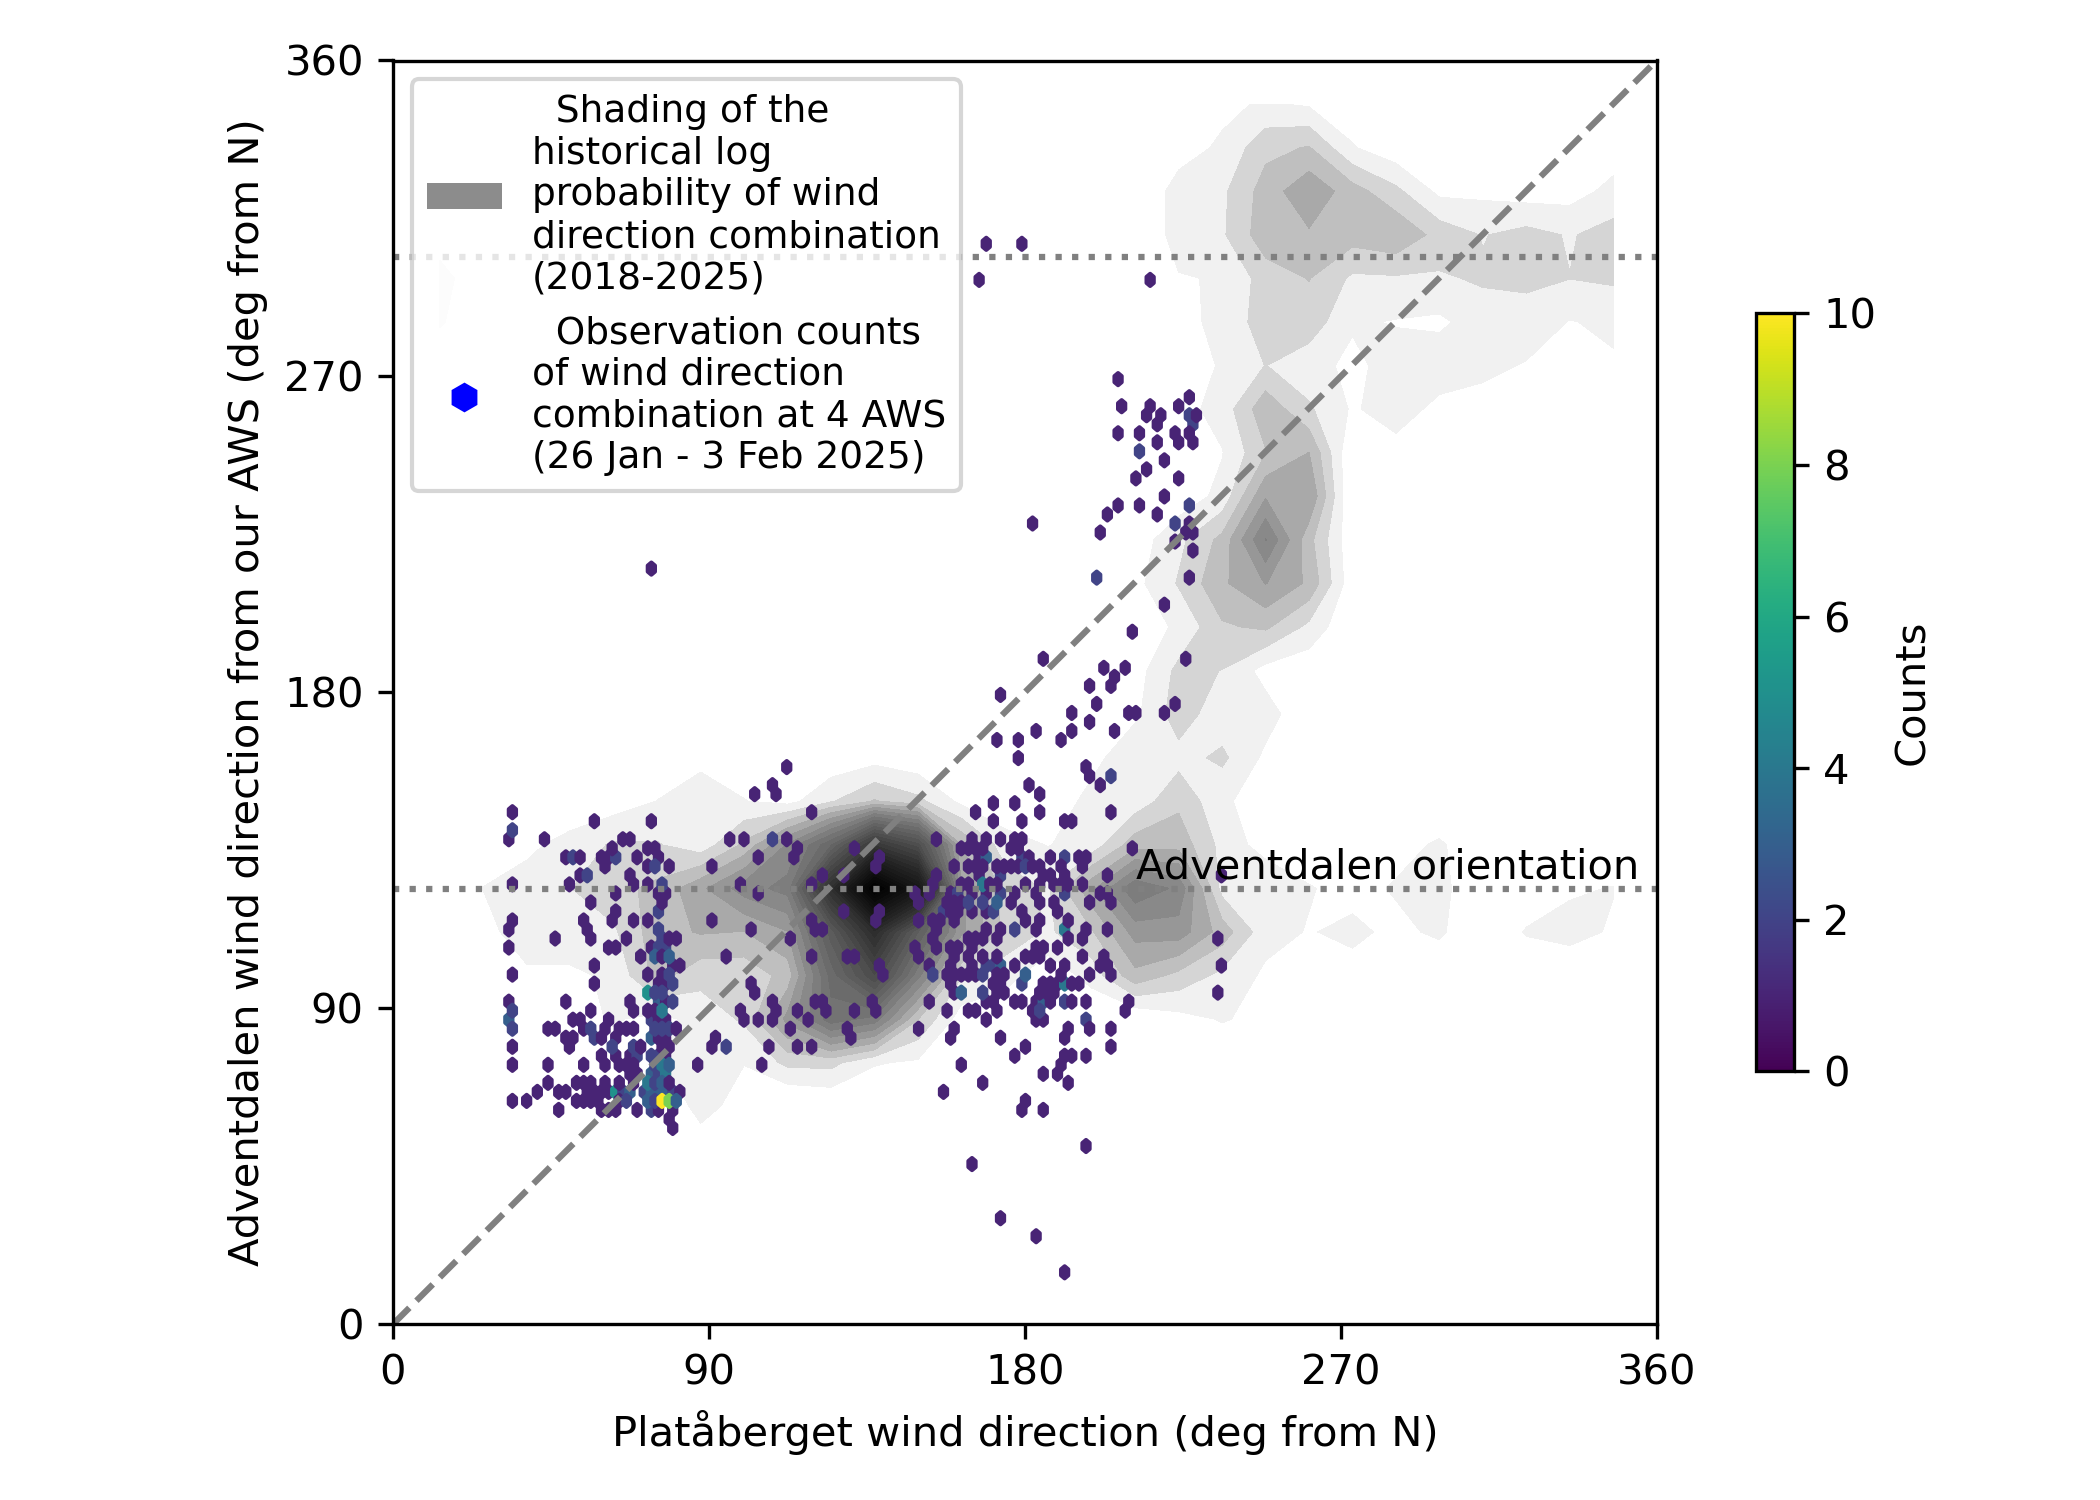 360
270
180
90
0
Adventdalen wind direction from our AWS (deg from N)
Shading of the
historical log
probability of wind
direction combination
(2018-2025)
Observation counts
of wind direction
combination at 4 AWS
(26 Jan - 3 Feb 2025)
Adventdalen orientation
0
90
180
270
360
Platåberget wind direction (deg from N)
10
8
6
4
2
0
Counts